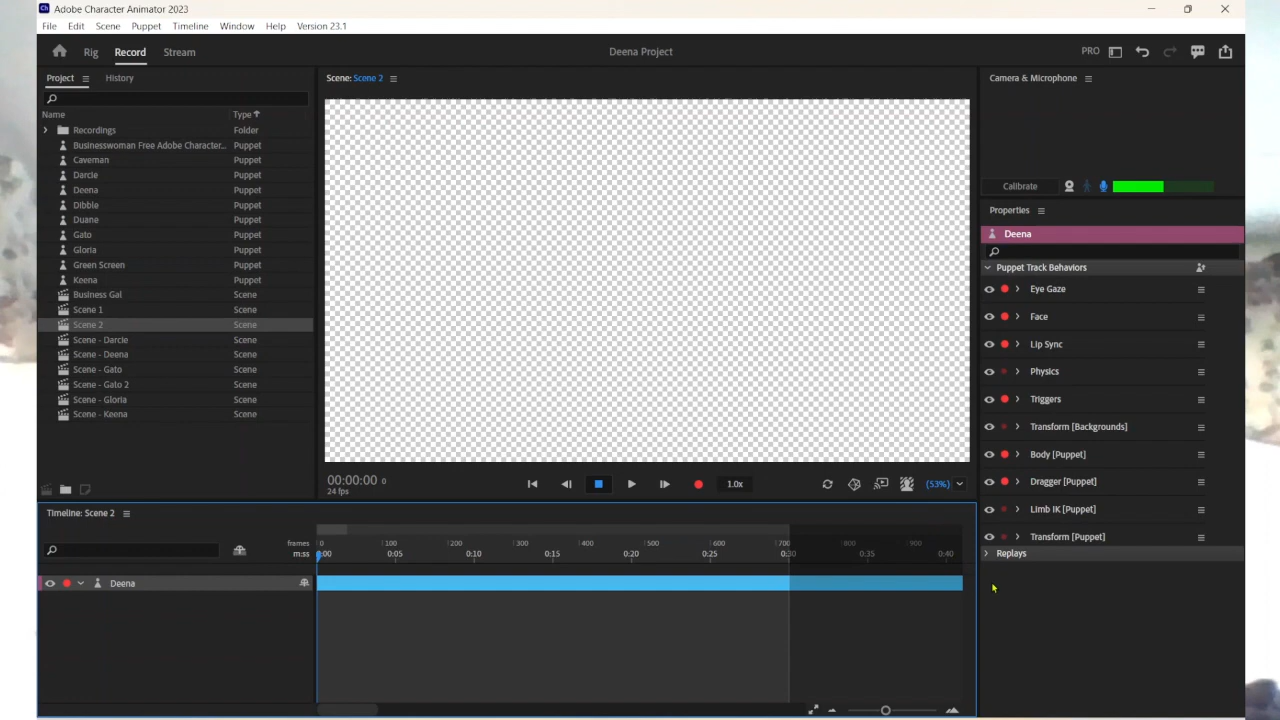 Ch Adobe Character Animator 2023
File Edit Scene Puppet Timeline Window Help Version 23.1
Rig Record Stream Deena Project PRO
Project History
Name Type
Recordings Folder
Businesswoman Free Adobe Character... Puppet
Caveman Puppet
Darcie Puppet
Deena Puppet
Dibble Puppet
Duane Puppet
Gato Puppet
Gloria Puppet
Green Screen Puppet
Keena Puppet
Business Gal Scene
Scene 1 Scene
Scene 2 Scene
Scene - Darcie Scene
Scene - Deena Scene
Scene - Gato Scene
Scene - Gato 2 Scene
Scene - Gloria Scene
Scene - Keena Scene
Scene: Scene 2
00:00:00 0
24 fps
1.0x
(53%)
Camera & Microphone
Calibrate
Properties
Deena
Puppet Track Behaviors
Eye Gaze
Face
Lip Sync
Physics
Triggers
Transform [Backgrounds]
Body [Puppet]
Dragger [Puppet]
Limb IK [Puppet]
Transform [Puppet]
Replays
Timeline: Scene 2
frames 0 100 200 300 400 500 600 700 800 900
m:ss 0:00 0:05 0:10 0:15 0:20 0:25 0:30 0:35 0:40
Deena